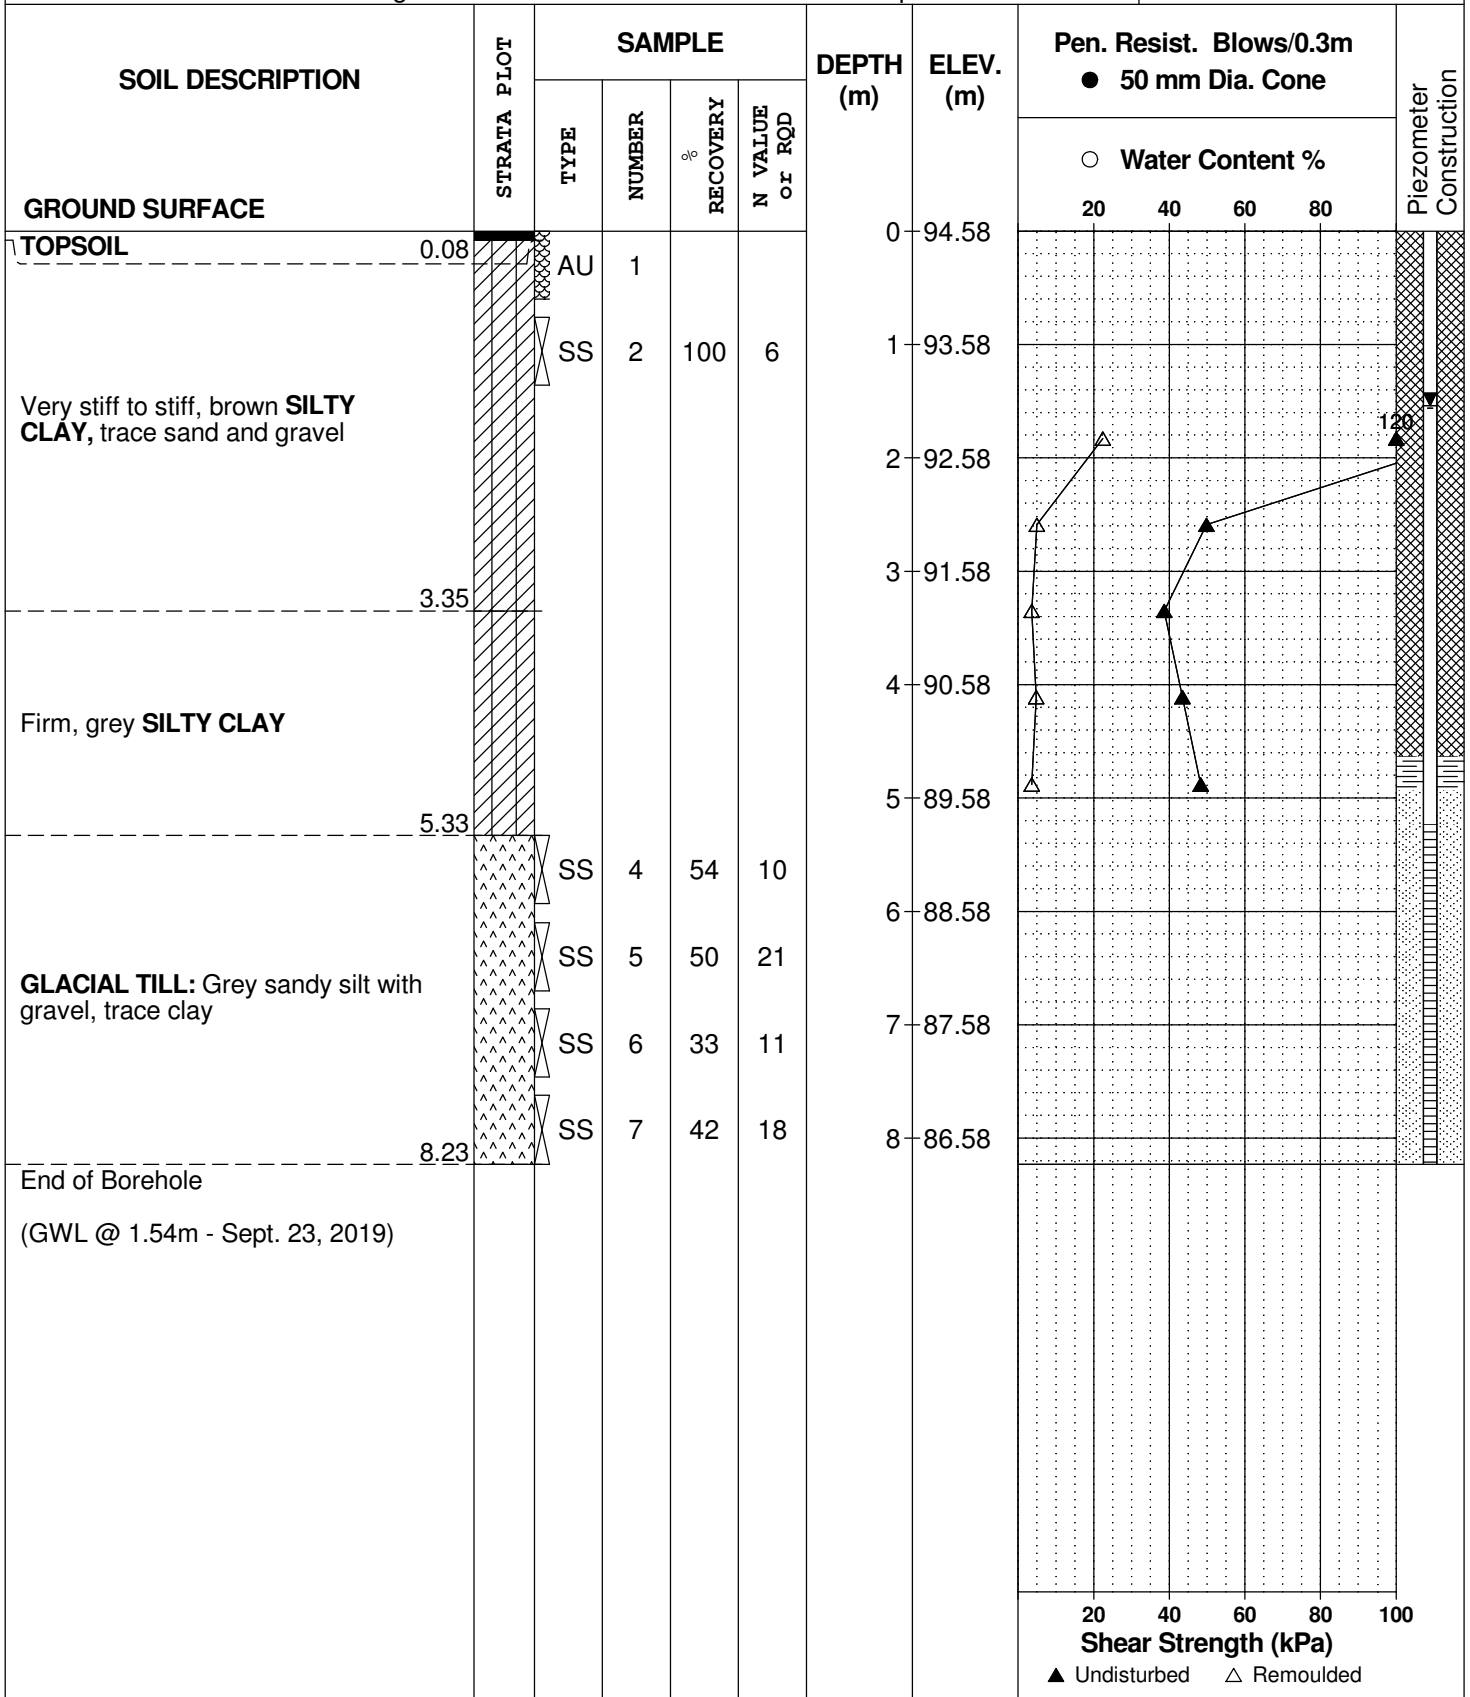 SOIL DESCRIPTION
GROUND SURFACE
STRATA PLOT
SAMPLE
TYPE
NUMBER
% RECOVERY
N VALUE or RQD
DEPTH (m)
ELEV. (m)
Pen. Resist. Blows/0.3m
● 50 mm Dia. Cone
○ Water Content %
20 40 60 80
Piezometer Construction
TOPSOIL 0.08
0 94.58
AU 1
SS 2 100 6
1 93.58
Very stiff to stiff, brown SILTY
CLAY, trace sand and gravel
120
2 92.58
3 91.58
3.35
4 90.58
Firm, grey SILTY CLAY
5 89.58
5.33
SS 4 54 10
6 88.58
SS 5 50 21
GLACIAL TILL: Grey sandy silt with
gravel, trace clay
7 87.58
SS 6 33 11
SS 7 42 18
8 86.58
8.23
End of Borehole
(GWL @ 1.54m - Sept. 23, 2019)
20 40 60 80 100
Shear Strength (kPa)
▲ Undisturbed △ Remoulded